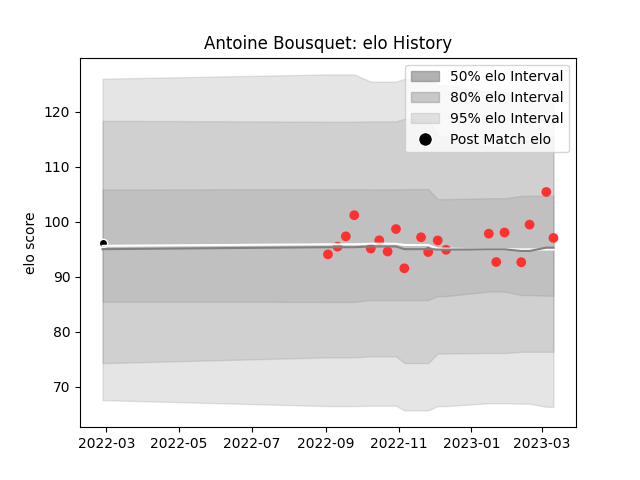 Antoine Bousquet: elo History
50% elo Interval
80% elo Interval
95% elo Interval
Post Match elo
elo score
120
110
100
90
80
70
2022-03 2022-05 2022-07 2022-09 2022-11 2023-01 2023-03